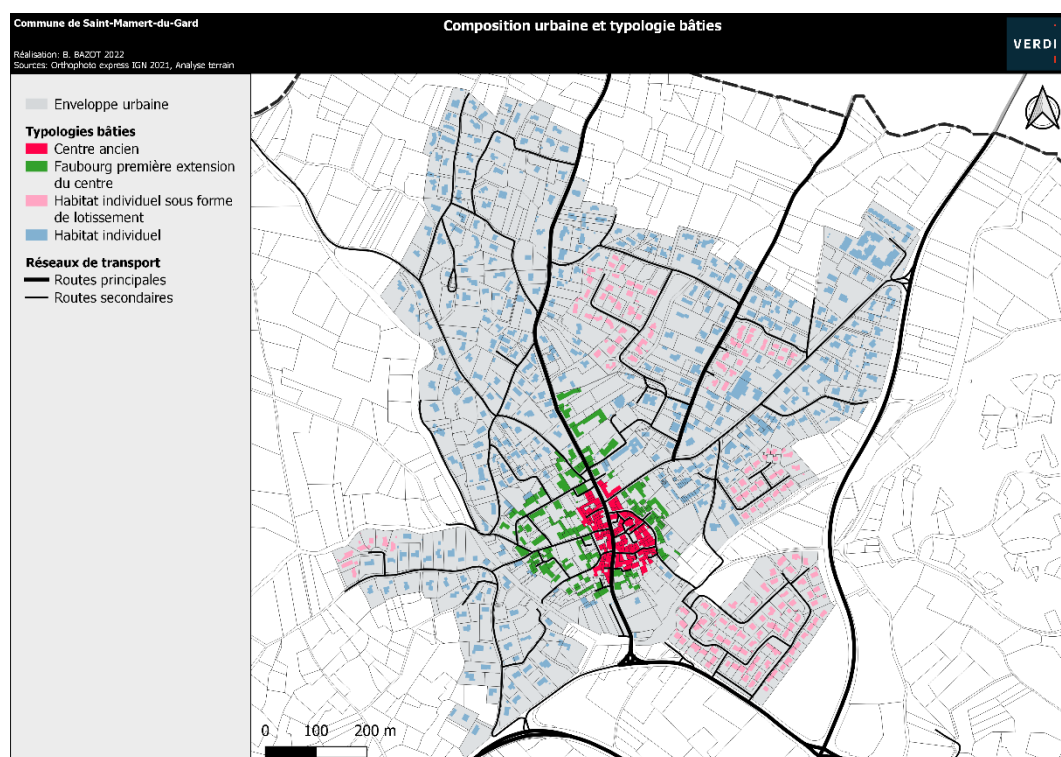 Commune de Saint-Mamert-du-Gard
Composition urbaine et typologie bâties
Réalisation: B. BAZOT 2022
Sources: Orthophoto express IGN 2021, Analyse terrain
VERDI
Enveloppe urbaine
Typologies bâties
Centre ancien
Faubourg première extension
du centre
Habitat individuel sous forme
de lotissement
Habitat individuel
Réseaux de transport
Routes principales
Routes secondaires
0 100 200 m